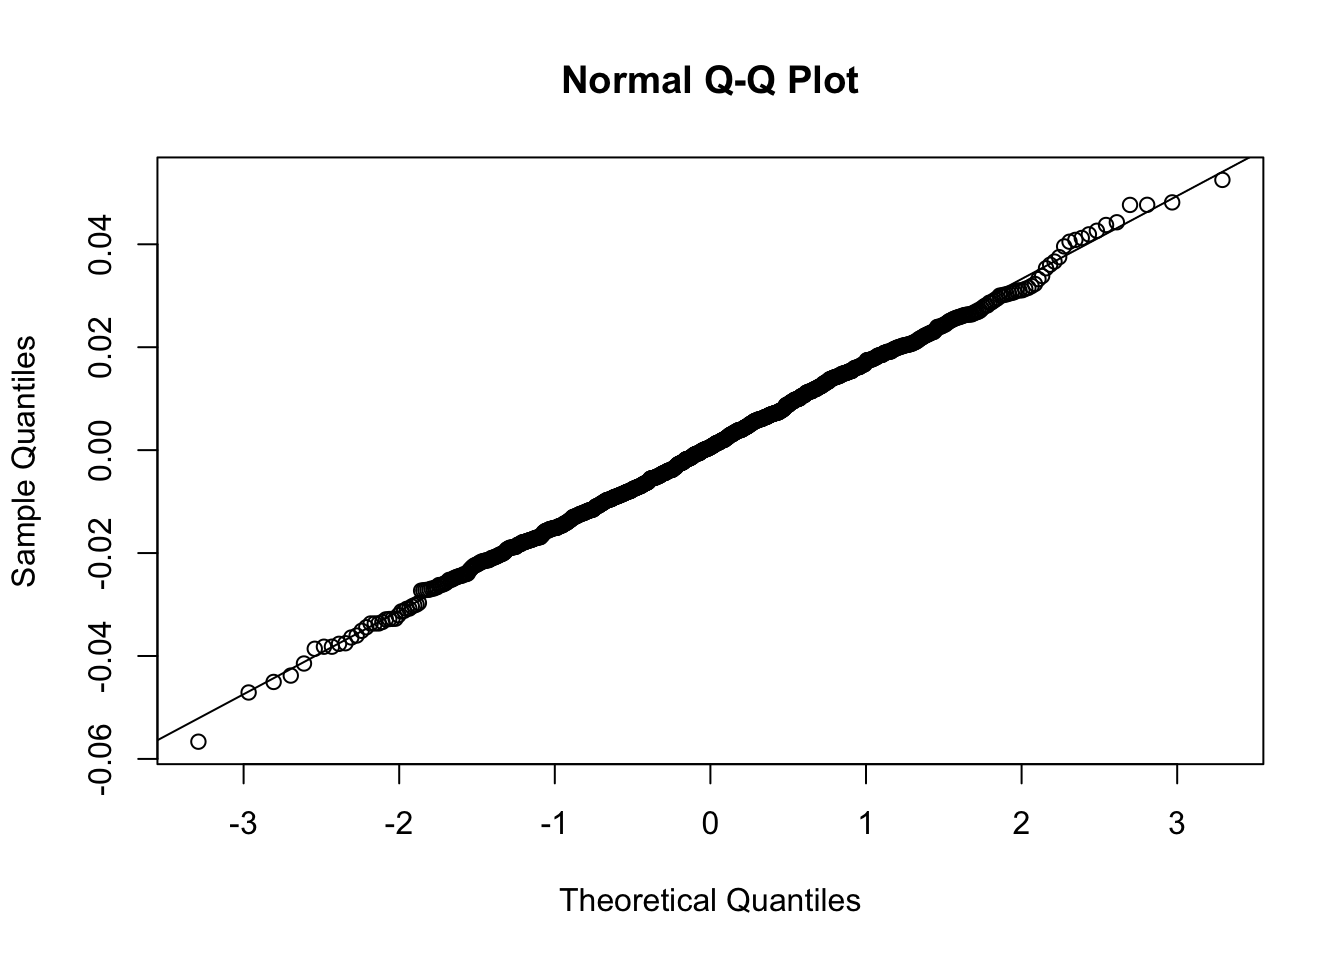 Normal Q-Q Plot
Sample Quantiles
0.04
0.02
0.00
-0.02
-0.04
-0.06
-3 -2 -1 0 1 2 3
Theoretical Quantiles